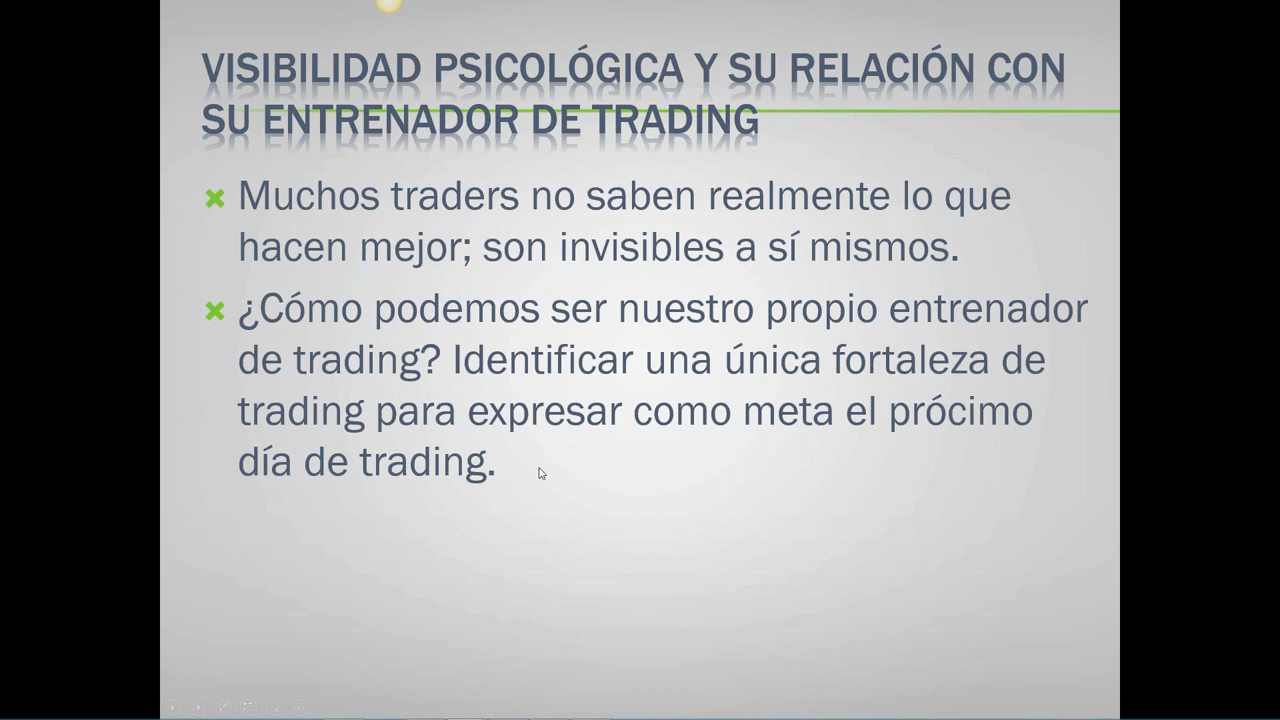 VISIBILIDAD PSICOLÓGICA Y SU RELACIÓN CON
SU ENTRENADOR DE TRADING
Muchos traders no saben realmente lo que
hacen mejor; son invisibles a sí mismos.
¿Cómo podemos ser nuestro propio entrenador
de trading? Identificar una única fortaleza de
trading para expresar como meta el prócimo
día de trading.